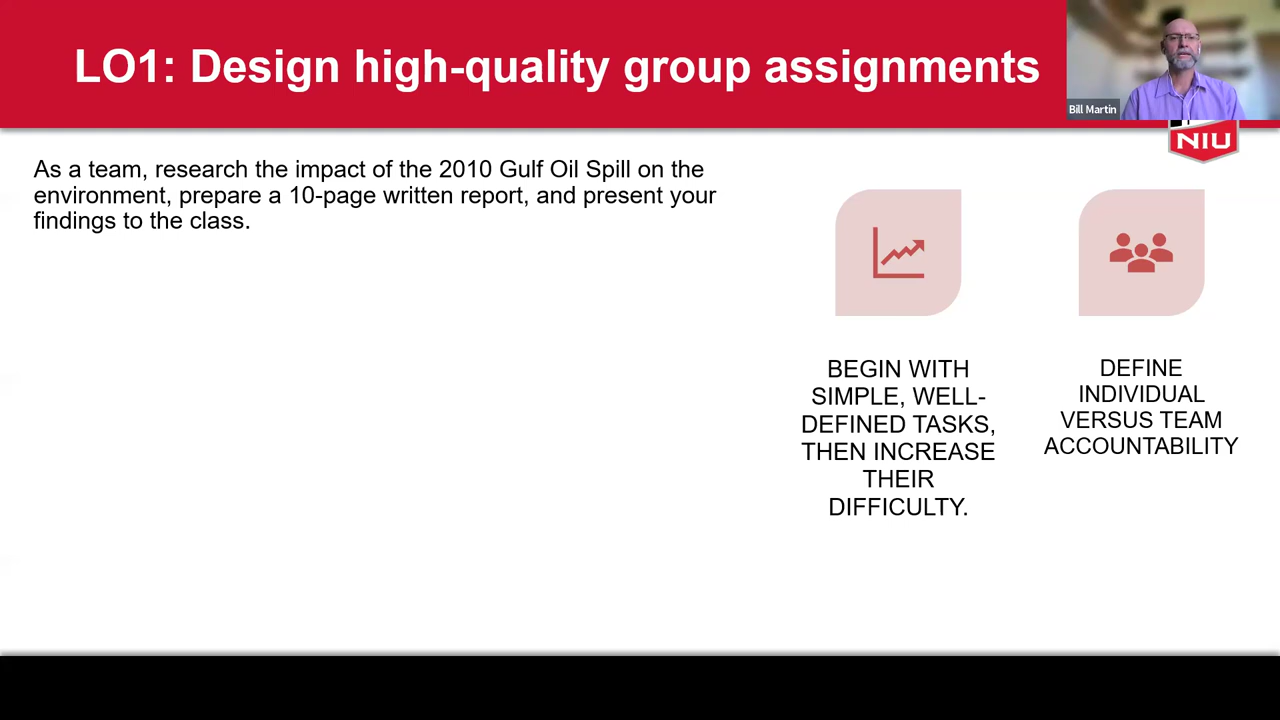 LO1: Design high-quality group assignments
Bill Martin
NIU
As a team, research the impact of the 2010 Gulf Oil Spill on the
environment, prepare a 10-page written report, and present your
findings to the class.
BEGIN WITH
SIMPLE, WELL-
DEFINED TASKS,
THEN INCREASE
THEIR
DIFFICULTY.
DEFINE
INDIVIDUAL
VERSUS TEAM
ACCOUNTABILITY